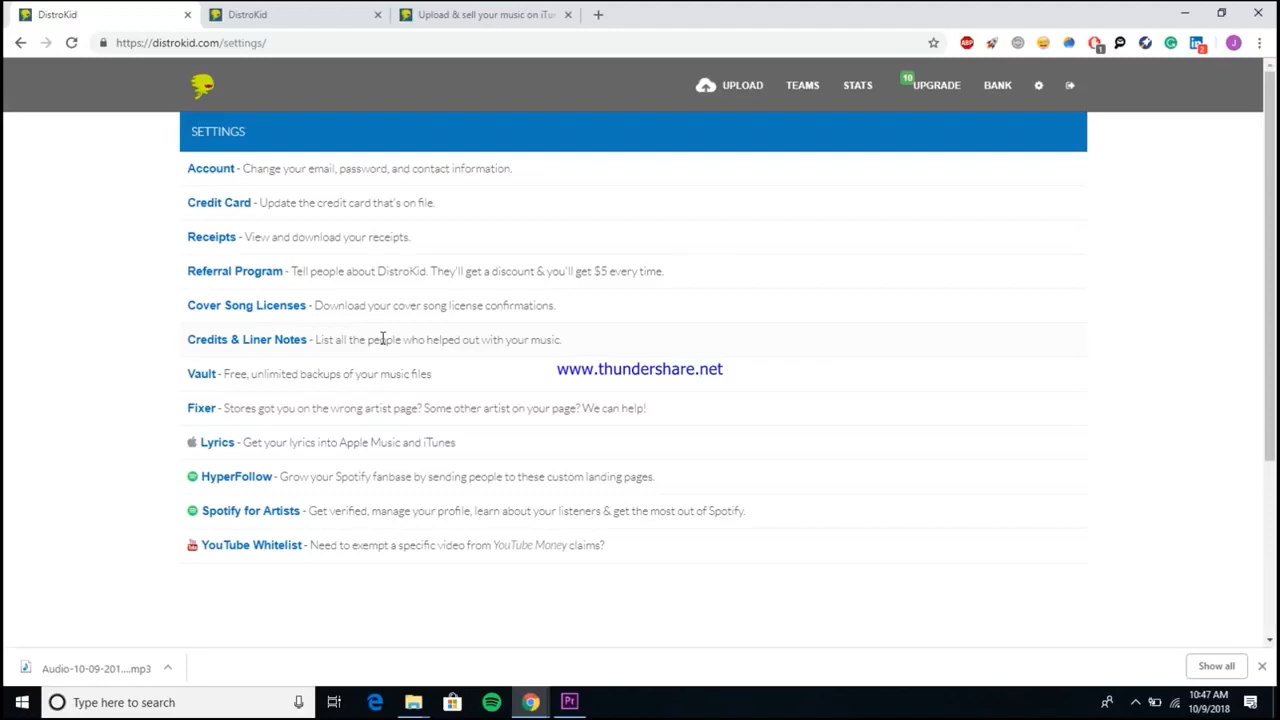 DistroKid
DistroKid
Upload & sell your music on iTun
https://distrokid.com/settings/
ABP
1
2
J
UPLOAD
TEAMS
STATS
10
UPGRADE
BANK
SETTINGS
Account - Change your email, password, and contact information.
Credit Card - Update the credit card that's on file.
Receipts - View and download your receipts.
Referral Program - Tell people about DistroKid. They'll get a discount & you'll get $5 every time.
Cover Song Licenses - Download your cover song license confirmations.
Credits & Liner Notes - List all the people who helped out with your music.
www.thundershare.net
Vault - Free, unlimited backups of your music files
Fixer - Stores got you on the wrong artist page? Some other artist on your page? We can help!
Lyrics - Get your lyrics into Apple Music and iTunes
HyperFollow - Grow your Spotify fanbase by sending people to these custom landing pages.
Spotify for Artists - Get verified, manage your profile, learn about your listeners & get the most out of Spotify.
YouTube Whitelist - Need to exempt a specific video from YouTube Money claims?
Audio-10-09-201....mp3
Show all
Type here to search
Pr
10:47 AM
10/9/2018